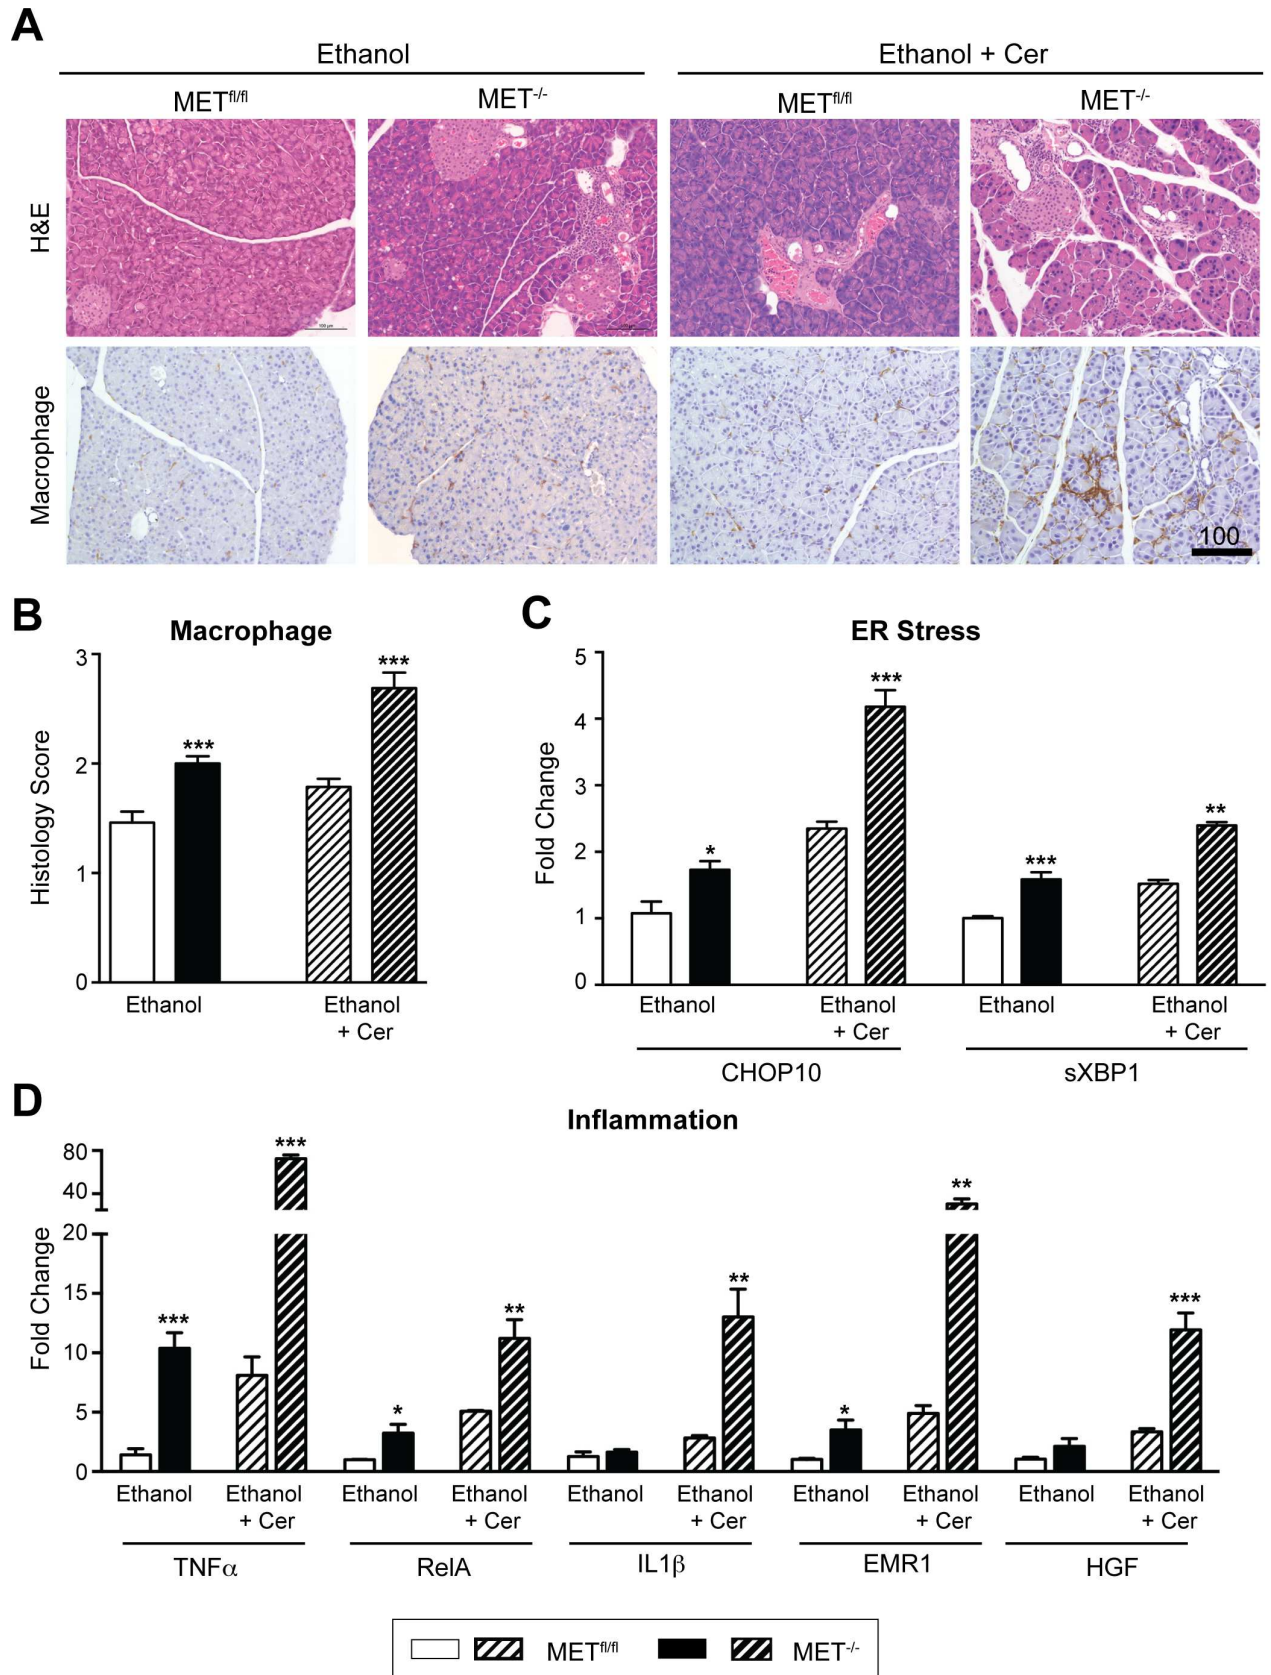 A
Ethanol Ethanol + Cer
METfl/fl MET-/- METfl/fl MET-/-
H&E
100 µm
Macrophage
100
B
Macrophage
Histology Score
3
2
1
0
***
***
Ethanol Ethanol
+ Cer
C
ER Stress
Fold Change
5
4
3
2
1
0
*
***
***
**
Ethanol Ethanol Ethanol Ethanol
+ Cer + Cer
CHOP10 sXBP1
D
Inflammation
Fold Change
80
40
20
15
10
5
0
***
***
*
**
**
*
**
***
Ethanol Ethanol Ethanol Ethanol Ethanol Ethanol Ethanol Ethanol Ethanol Ethanol
+ Cer + Cer + Cer + Cer + Cer
TNFα RelA IL1β EMR1 HGF
METfl/fl MET-/-